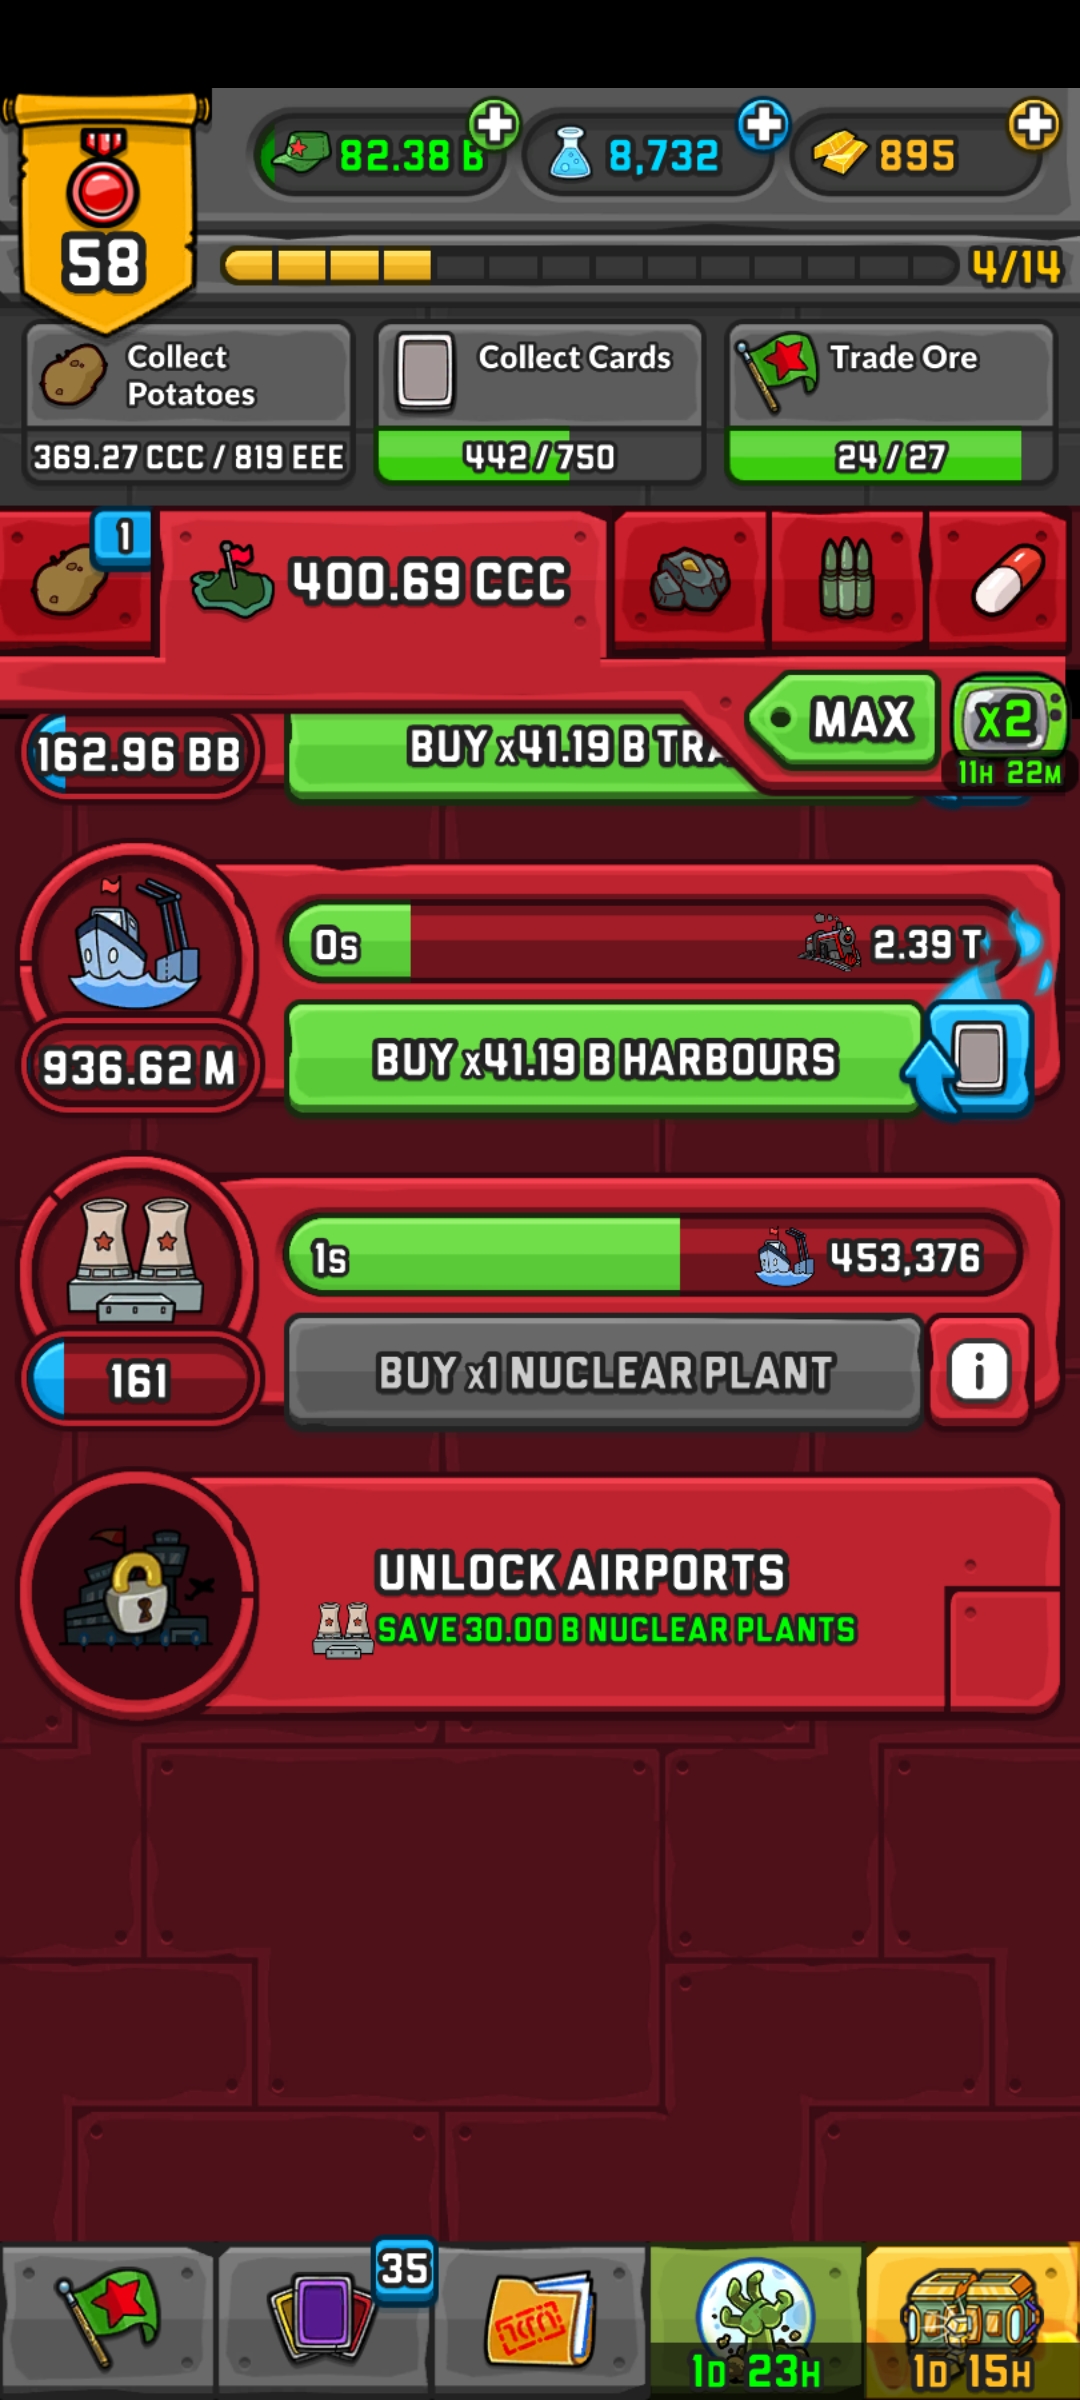 58
82.38 B
8,732
895
4/14
Collect Potatoes
369.27 CCC / 819 EEE
Collect Cards
442/750
Trade Ore
24/27
1
400.69 CCC
MAX
x2
11H 22M
162.96 BB
BUY x41.19 B
0s
2.39 T
936.62 M
BUY x41.19 B HARBOURS
1s
453,376
161
BUY x1 NUCLEAR PLANT
i
UNLOCK AIRPORTS
SAVE 30.00 B NUCLEAR PLANTS
35
1D 23H
1D 15H